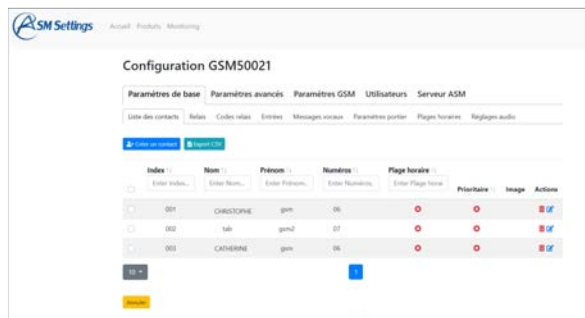 ASM Settings
Accueil Produits Monitoring
Configuration GSM50021
Paramètres de base Paramètres avancés Paramètres GSM Utilisateurs Serveur ASM
Liste des contacts Relais Codes relais Entrées Messages vocaux Paramètres portier Plages horaires Réglages audio
Créer un contact Export CSV
Index Nom Prénom Numéros Plage horaire
Enter Index... Enter Nom... Enter Prénom... Enter Numéros. Enter Plage horai
Prioritaire Image Actions
001 CHRISTOPHE gsm 06
002 tab gsm2 07
003 CATHERINE gsm 06
10 1
Annuler